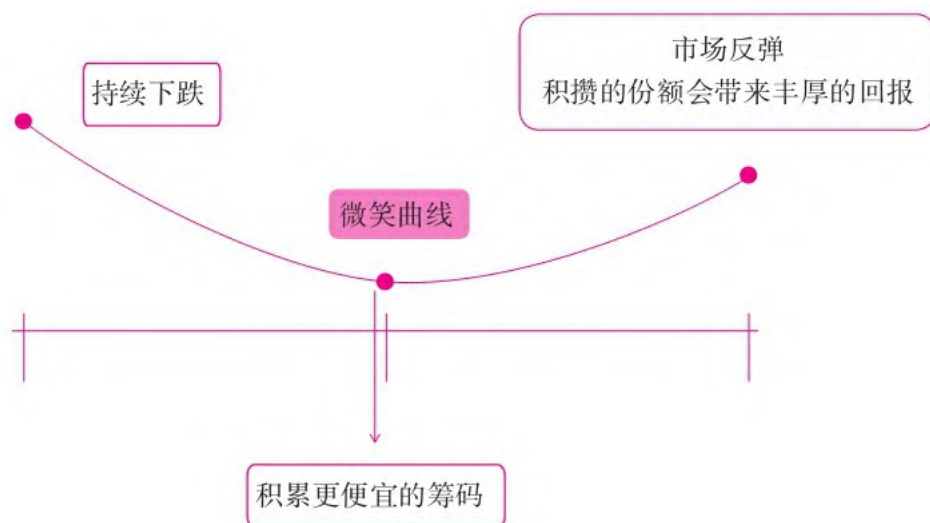 市场反弹
积攒的份额会带来丰厚的回报
持续下跌
微笑曲线
积累更便宜的筹码